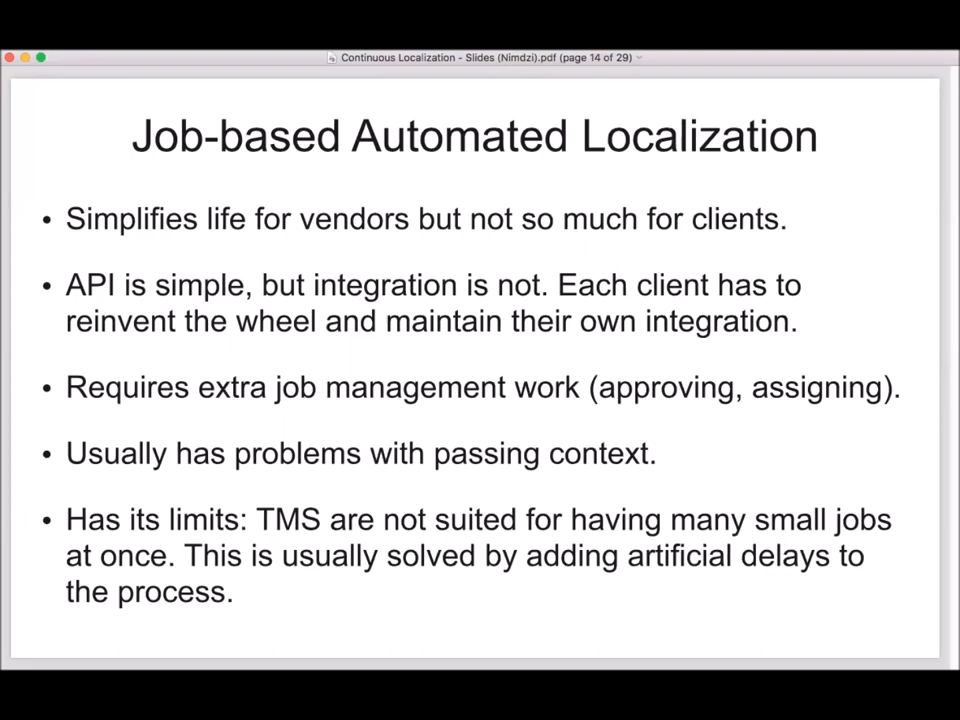 Continuous Localization - Slides (Nimdzi).pdf (page 14 of 29)
Job-based Automated Localization
• Simplifies life for vendors but not so much for clients.
• API is simple, but integration is not. Each client has to
reinvent the wheel and maintain their own integration.
• Requires extra job management work (approving, assigning).
• Usually has problems with passing context.
• Has its limits: TMS are not suited for having many small jobs
at once. This is usually solved by adding artificial delays to
the process.